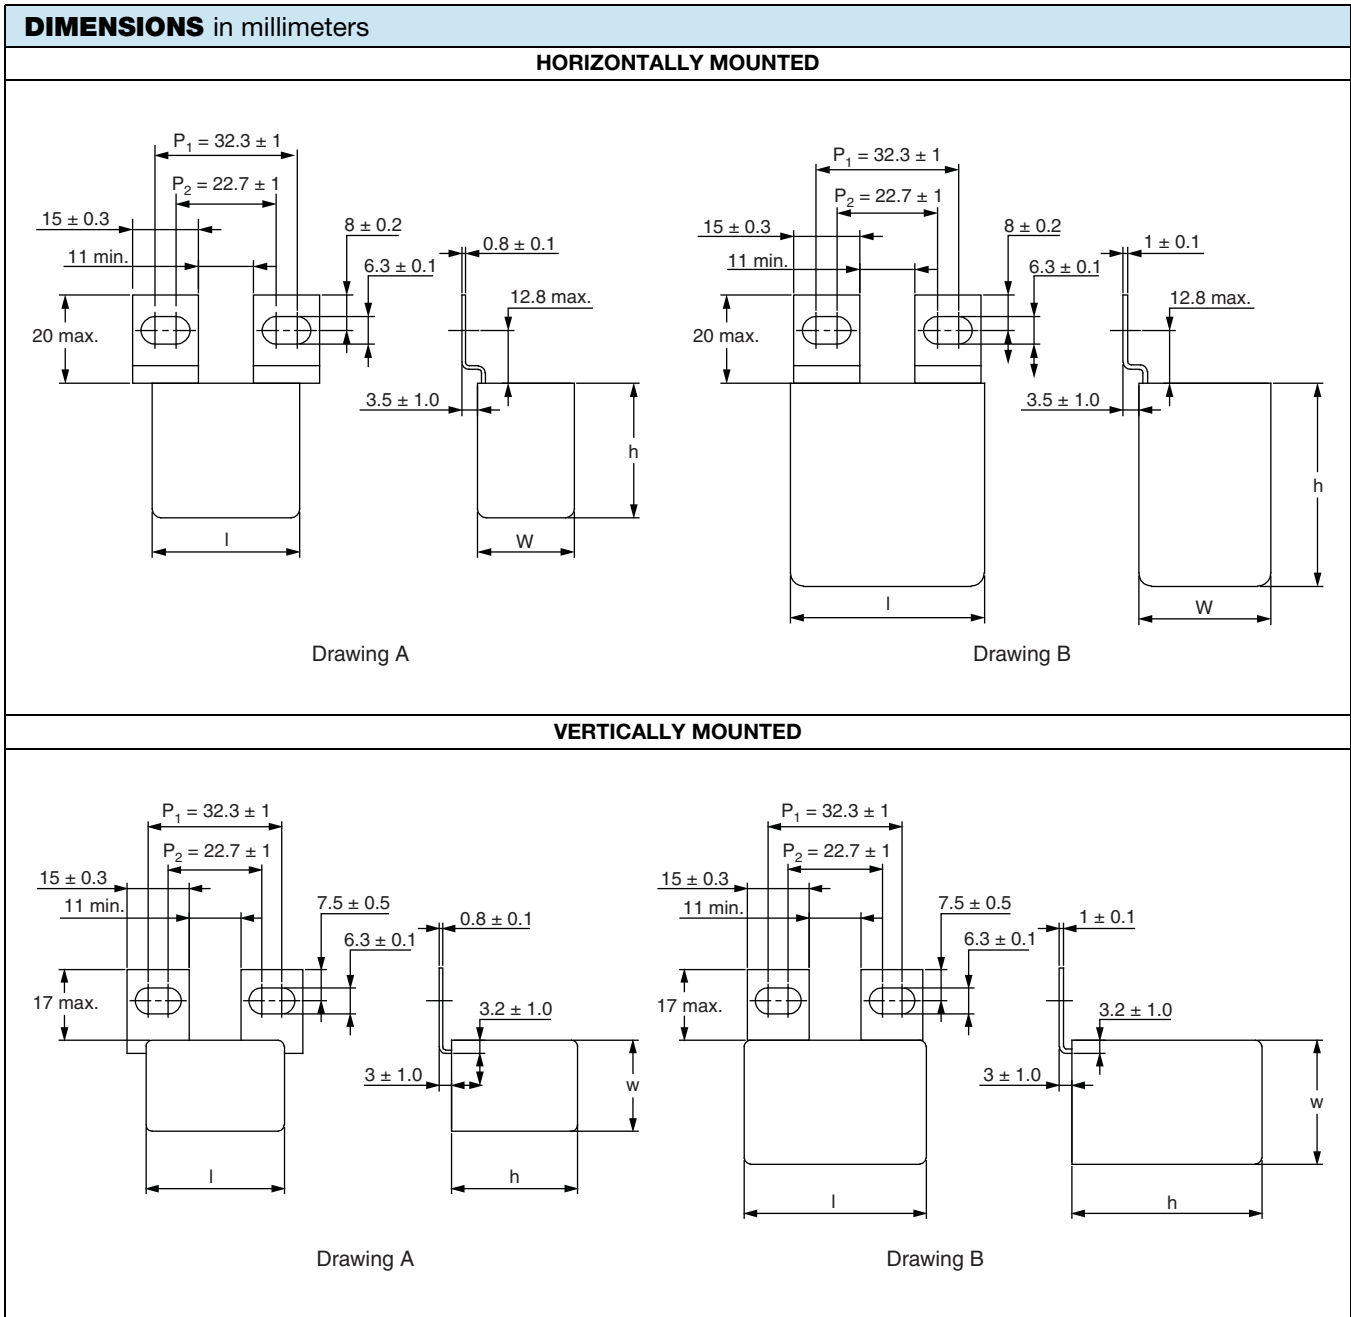 DIMENSIONS in millimeters
HORIZONTALLY MOUNTED
P1 = 32.3 ± 1
P2 = 22.7 ± 1
15 ± 0.3
11 min.
8 ± 0.2
6.3 ± 0.1
20 max.
0.8 ± 0.1
12.8 max.
3.5 ± 1.0
h
l
W
Drawing A
P1 = 32.3 ± 1
P2 = 22.7 ± 1
15 ± 0.3
11 min.
8 ± 0.2
6.3 ± 0.1
20 max.
1 ± 0.1
12.8 max.
3.5 ± 1.0
h
l
W
Drawing B
VERTICALLY MOUNTED
P1 = 32.3 ± 1
P2 = 22.7 ± 1
15 ± 0.3
11 min.
7.5 ± 0.5
6.3 ± 0.1
17 max.
0.8 ± 0.1
3.2 ± 1.0
3 ± 1.0
w
l
h
Drawing A
P1 = 32.3 ± 1
P2 = 22.7 ± 1
15 ± 0.3
11 min.
7.5 ± 0.5
6.3 ± 0.1
17 max.
1 ± 0.1
3.2 ± 1.0
3 ± 1.0
w
l
h
Drawing B